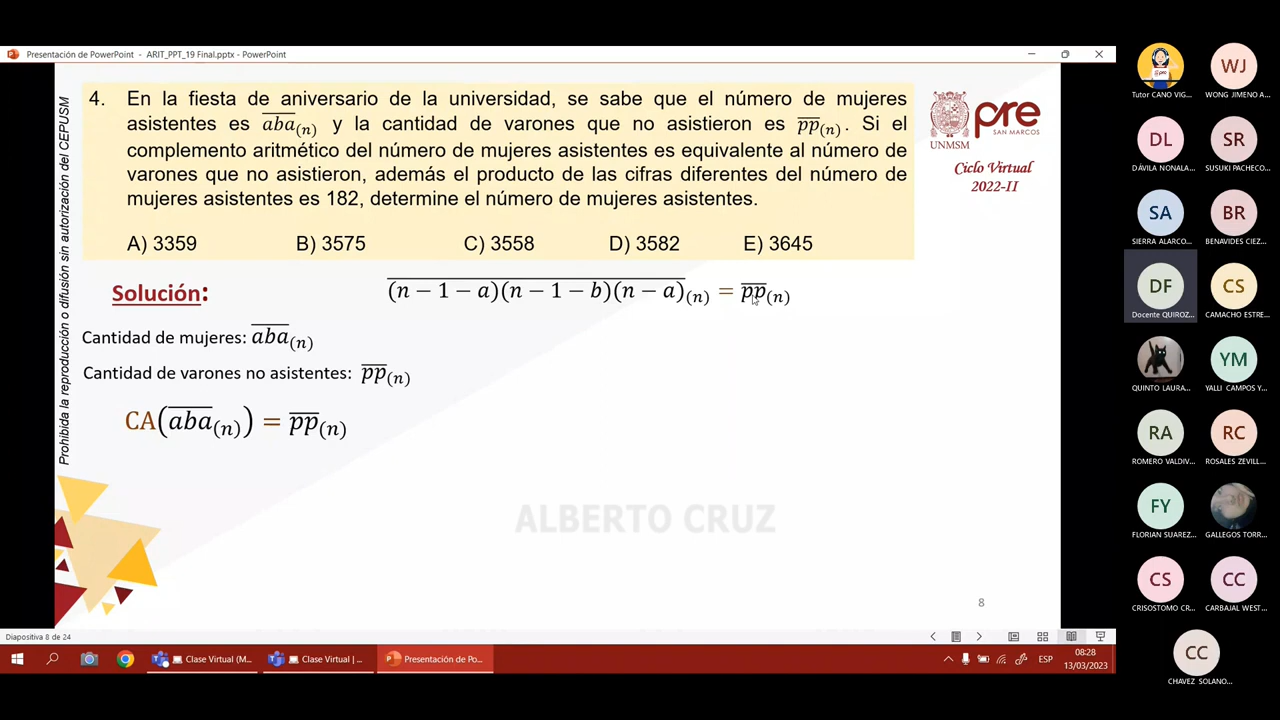 Presentación de PowerPoint - ARIT_PPT_19 Final.pptx - PowerPoint
Prohibida la reproducción o difusión sin autorización del CEPUSM
4. En la fiesta de aniversario de la universidad, se sabe que el número de mujeres
asistentes es \overline{aba}_{(n)} y la cantidad de varones que no asistieron es \overline{pp}_{(n)}. Si el
complemento aritmético del número de mujeres asistentes es equivalente al número de
varones que no asistieron, además el producto de las cifras diferentes del número de
mujeres asistentes es 182, determine el número de mujeres asistentes.
A) 3359 B) 3575 C) 3558 D) 3582 E) 3645
UNMSM
pre
SAN MARCOS
Ciclo Virtual
2022-II
Solución:
\overline{(n − 1 − a)(n − 1 − b)(n − a)}_{(n)} = \overline{pp}_{(n)}
Cantidad de mujeres: \overline{aba}_{(n)}
Cantidad de varones no asistentes: \overline{pp}_{(n)}
CA(\overline{aba}_{(n)}) = \overline{pp}_{(n)}
ALBERTO CRUZ
8
Diapositiva 8 de 24
Clase Virtual (M...
Clase Virtual | ...
Presentación de Po...
ESP
08:28
13/03/2023
Tutor CANO VIG...
WJ
WONG JIMENO A...
DL
DÁVILA NONALA...
SR
SUSUKI PACHECO...
SA
SIERRA ALARCO...
BR
BENAVIDES CIEZ...
DF
Docente QUIROZ...
CS
CAMACHO ESTRE...
QUINTO LAURA...
YM
YALLI CAMPOS Y...
RA
ROMERO VALDIV...
RC
ROSALES ZEVILL...
FY
FLORIAN SUAREZ...
GALLEGOS TORR...
CS
CRISOSTOMO CR...
CC
CARBAJAL WEST...
CC
CHAVEZ SOLANO...